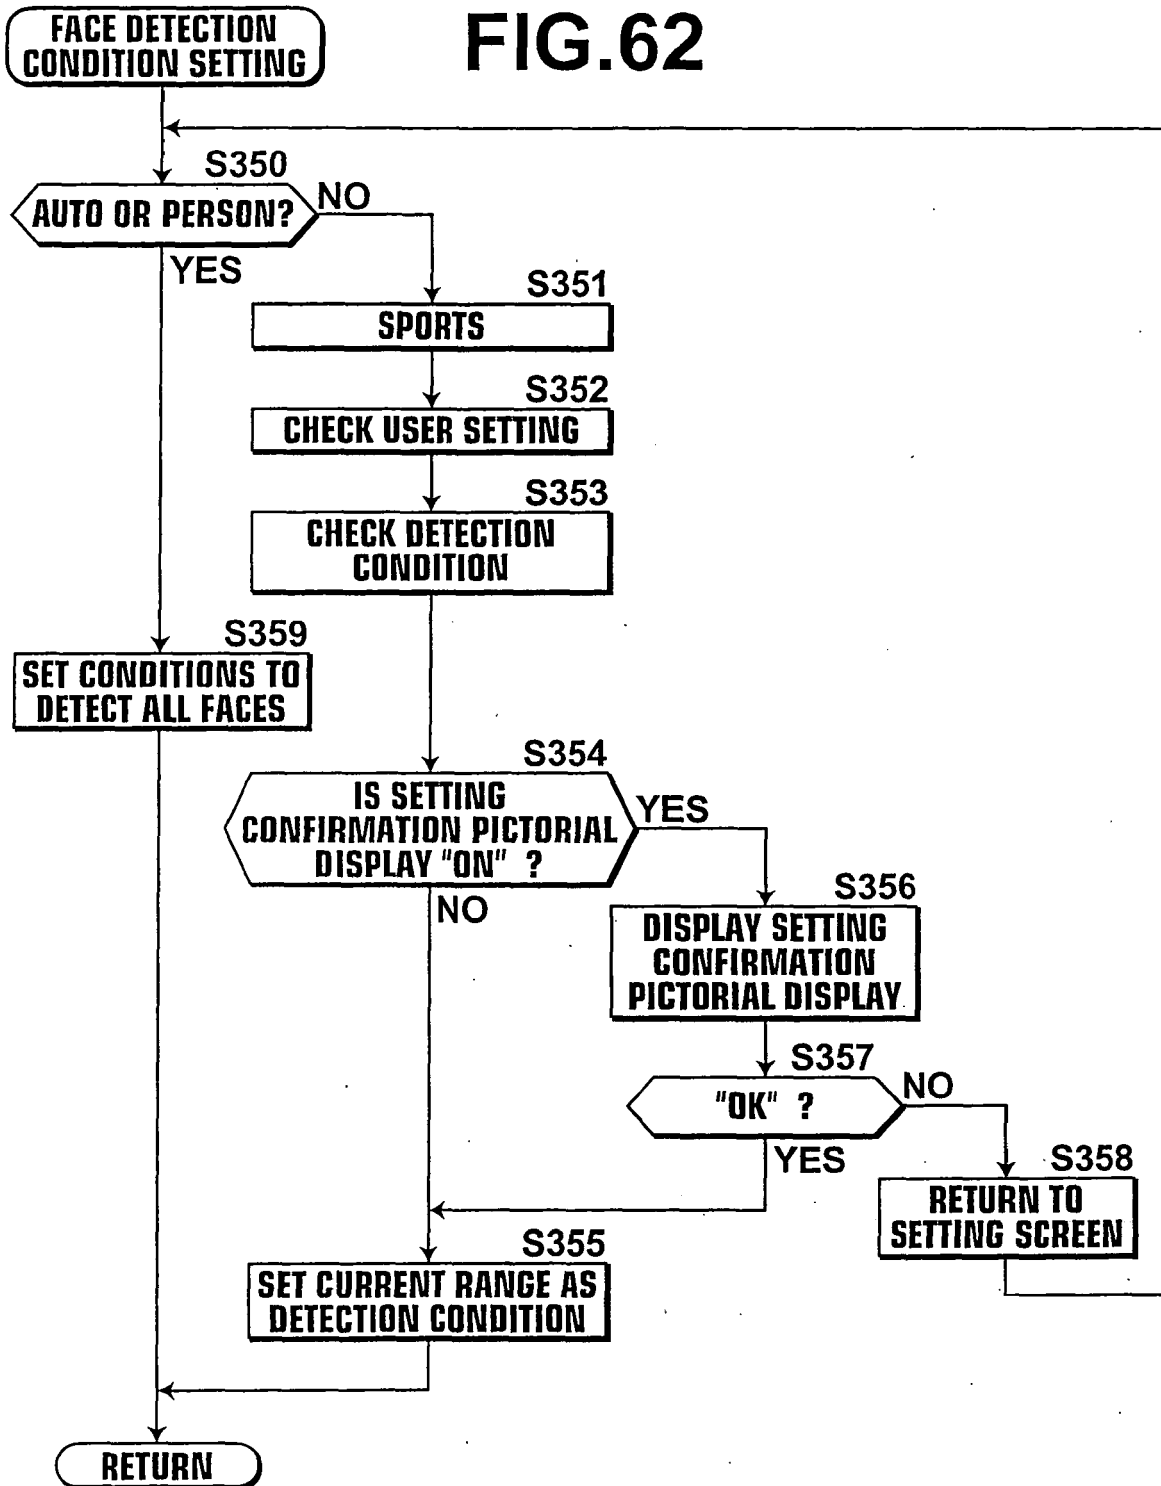 FIG.62
FACE DETECTION
CONDITION SETTING
S350
AUTO OR PERSON?
NO
YES
S351
SPORTS
S352
CHECK USER SETTING
S353
CHECK DETECTION
CONDITION
S359
SET CONDITIONS TO
DETECT ALL FACES
S354
IS SETTING
CONFIRMATION PICTORIAL
DISPLAY "ON" ?
YES
NO
S356
DISPLAY SETTING
CONFIRMATION
PICTORIAL DISPLAY
S357
"OK" ?
NO
YES
S358
RETURN TO
SETTING SCREEN
S355
SET CURRENT RANGE AS
DETECTION CONDITION
RETURN